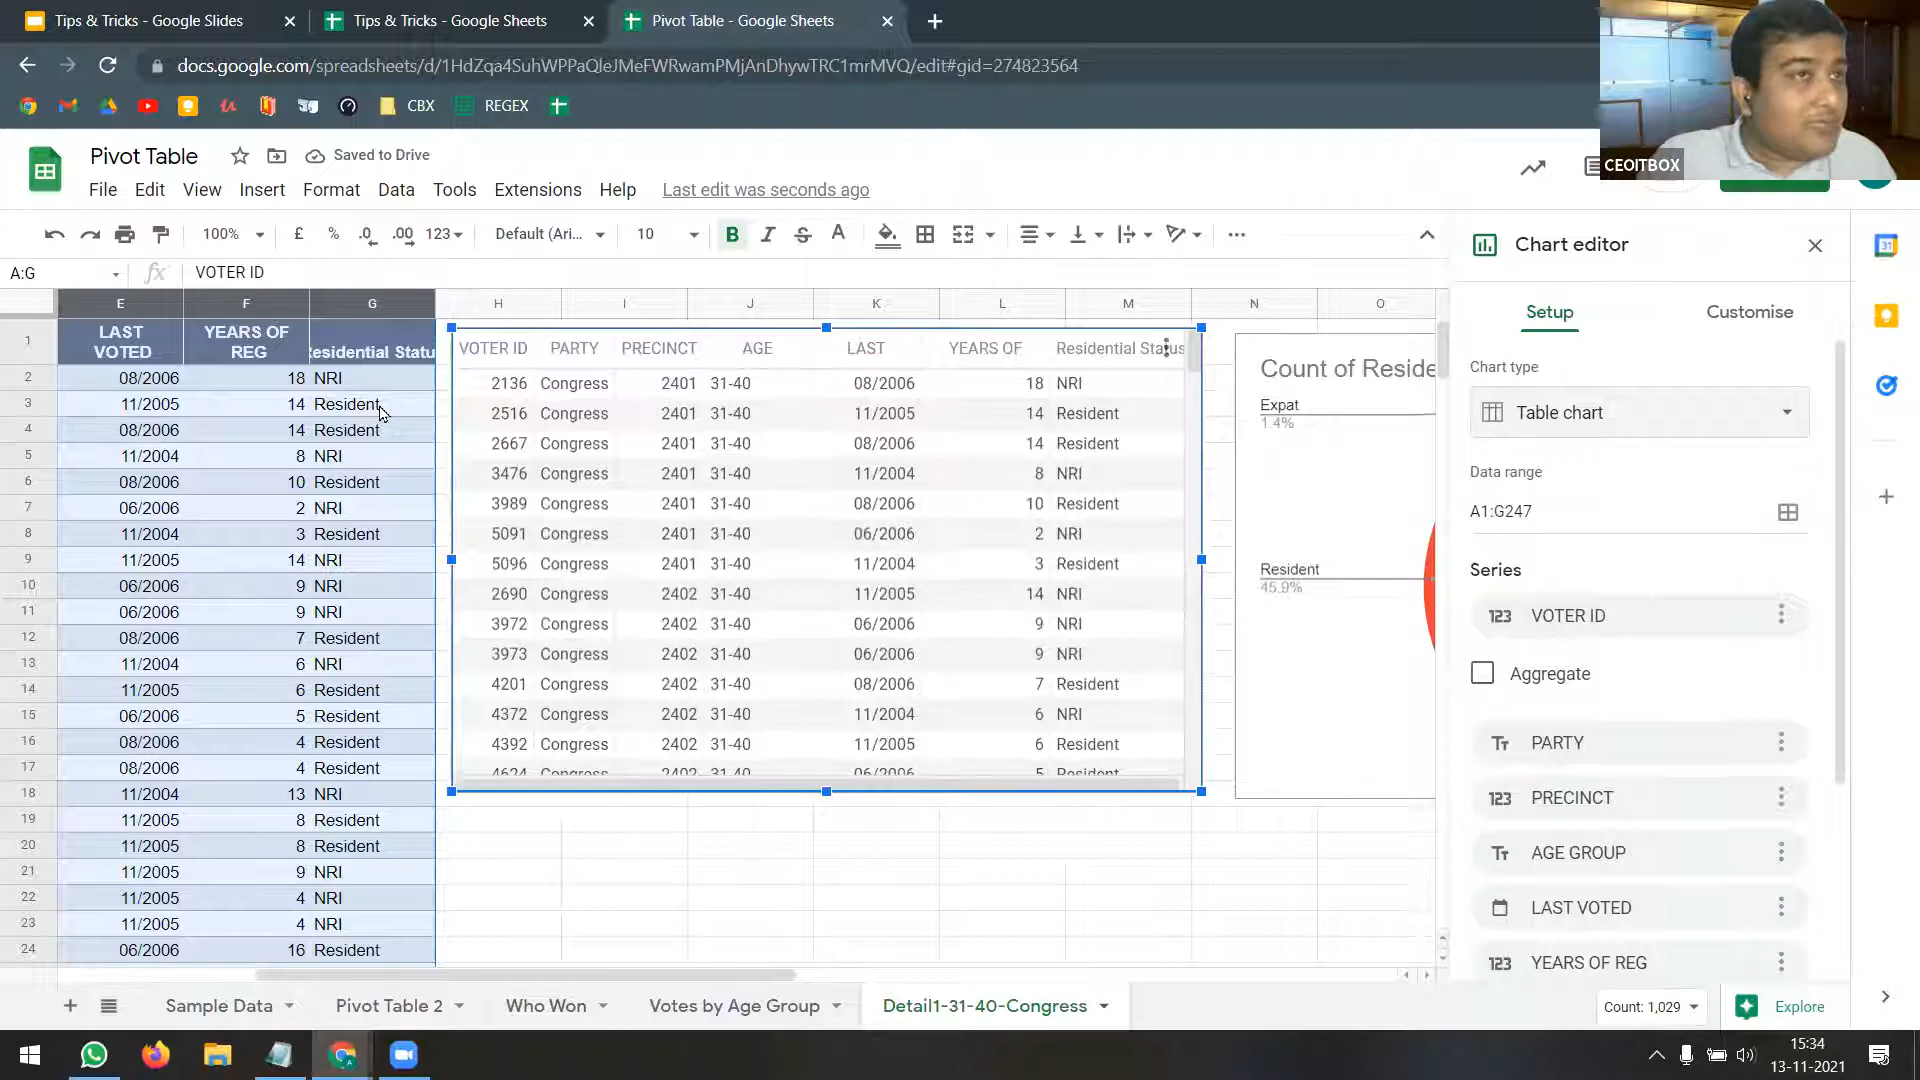 Tips & Tricks - Google Slides
Tips & Tricks - Google Sheets
Pivot Table - Google Sheets
docs.google.com/spreadsheets/d/1HdZqa4SuhWPPaQleJMeFWRwamPMjAnDhywTRC1mrMVQ/edit#gid=274823564
CBX
REGEX
CEOITBOX
Pivot Table
Saved to Drive
File Edit View Insert Format Data Tools Extensions Help
Last edit was seconds ago
100% £ % .0 .00 123 Default (Ari... 10 B I S A
A:G
fx
VOTER ID
Chart editor
E F G H I J K L M N O
Setup Customise
1 LAST VOTED YEARS OF REG Residential Statu
2 08/2006 18 NRI
3 11/2005 14 Resident
4 08/2006 14 Resident
5 11/2004 8 NRI
6 08/2006 10 Resident
7 06/2006 2 NRI
8 11/2004 3 Resident
9 11/2005 14 NRI
10 06/2006 9 NRI
11 06/2006 9 NRI
12 08/2006 7 Resident
13 11/2004 6 NRI
14 11/2005 6 Resident
15 06/2006 5 Resident
16 08/2006 4 Resident
17 08/2006 4 Resident
18 11/2004 13 NRI
19 11/2005 8 Resident
20 11/2005 8 Resident
21 11/2005 9 NRI
22 11/2005 4 NRI
23 11/2005 4 NRI
24 06/2006 16 Resident
VOTER ID PARTY PRECINCT AGE LAST YEARS OF Residential Status
2136 Congress 2401 31-40 08/2006 18 NRI
2516 Congress 2401 31-40 11/2005 14 Resident
2667 Congress 2401 31-40 08/2006 14 Resident
3476 Congress 2401 31-40 11/2004 8 NRI
3989 Congress 2401 31-40 08/2006 10 Resident
5091 Congress 2401 31-40 06/2006 2 NRI
5096 Congress 2401 31-40 11/2004 3 Resident
2690 Congress 2402 31-40 11/2005 14 NRI
3972 Congress 2402 31-40 06/2006 9 NRI
3973 Congress 2402 31-40 06/2006 9 NRI
4201 Congress 2402 31-40 08/2006 7 Resident
4372 Congress 2402 31-40 11/2004 6 NRI
4392 Congress 2402 31-40 11/2005 6 Resident
4624 Congress 2402 31-40 06/2006 5 Resident
Count of Reside
Expat
1.4%
Resident
45.9%
Chart type
Table chart
Data range
A1:G247
Series
123 VOTER ID
Aggregate
Tт PARTY
123 PRECINCT
Tт AGE GROUP
LAST VOTED
123 YEARS OF REG
31
Sample Data
Pivot Table 2
Who Won
Votes by Age Group
Detail1-31-40-Congress
Count: 1,029
Explore
15:34
13-11-2021